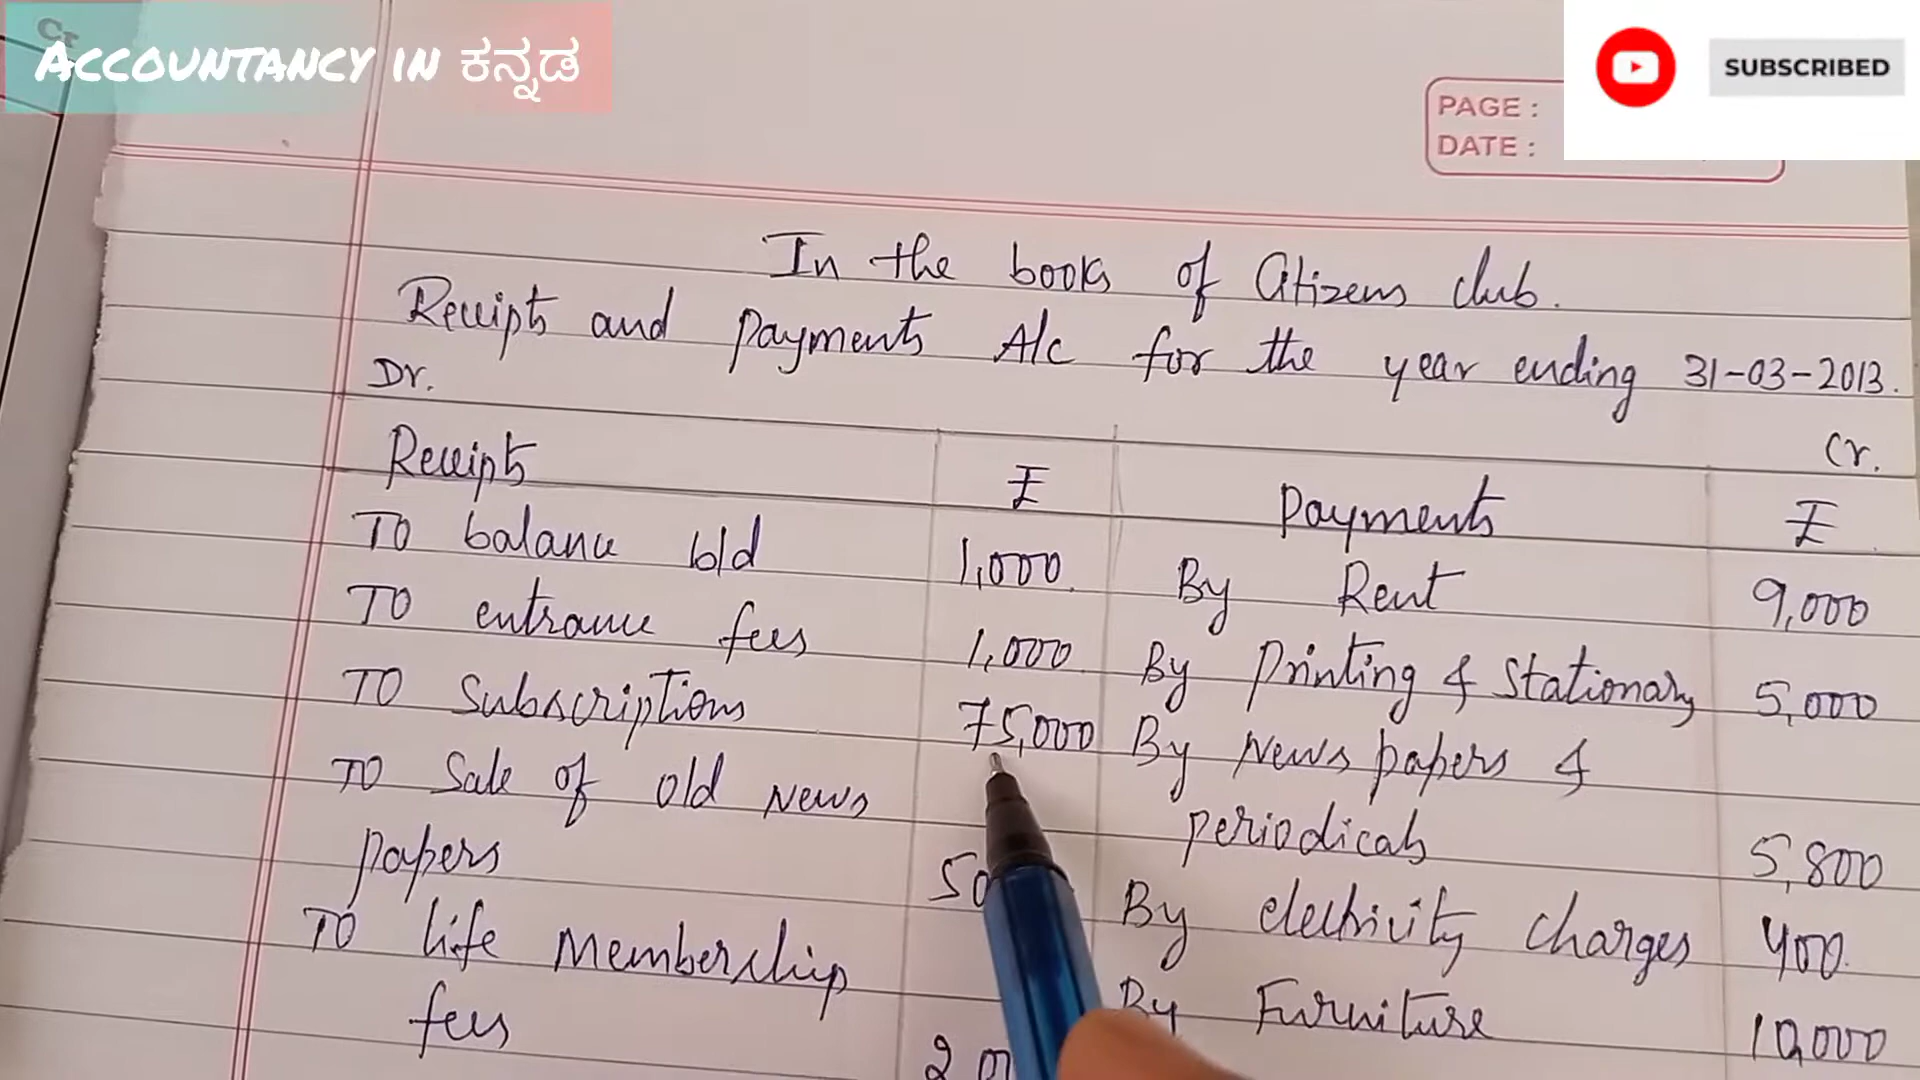 Cr
ACCOUNTANCY IN ಕನ್ನಡ
SUBSCRIBED
PAGE :
DATE :
In the books of Citizens club.
Receipts and payments A/c for the year ending 31-03-2013.
Dr. Cr.
Receipts ₹ Payments ₹
To balance b/d 1,000 By Rent 9,000
To entrance fees 1,000 By Printing & Stationary 5,000
To Subscriptions 75,000 By News papers &
periodicals 5,800
To Sale of old News
papers
By electricity charges 400
To life Membership
fees
By Furniture 10,000